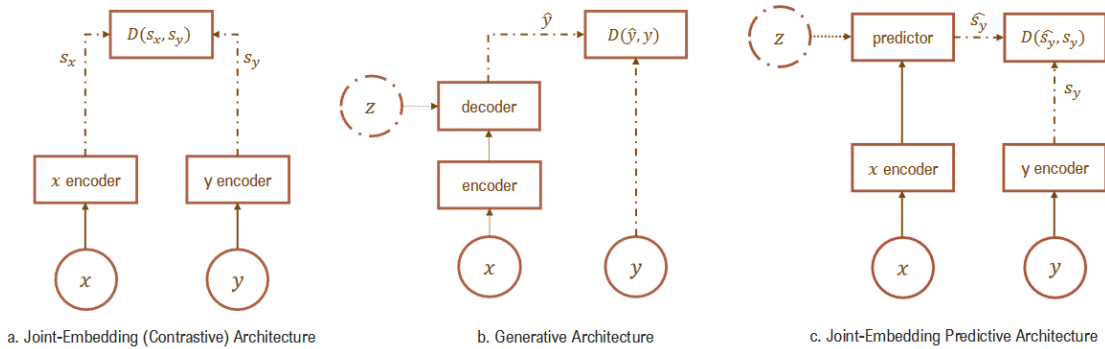 D(s_x, s_y)
s_x
s_y
x encoder
y encoder
x
y
a. Joint-Embedding (Contrastive) Architecture
ŷ
D(ŷ, y)
z
decoder
encoder
x
y
b. Generative Architecture
z
predictor
ŝ_y
D(ŝ_y, s_y)
s_y
x encoder
y encoder
x
y
c. Joint-Embedding Predictive Architecture